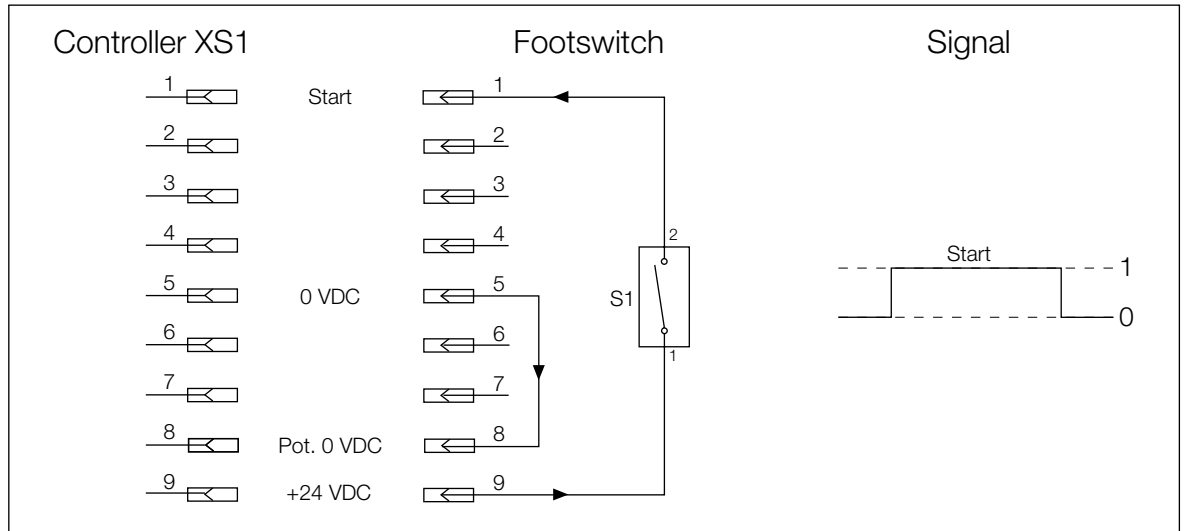 Controller XS1 Footswitch Signal
1 Start 1
2 2
3 3
4 4 2
5 0 VDC 5 S1 Start 1
6 6 0
7 7 1
8 Pot. 0 VDC 8
9 +24 VDC 9